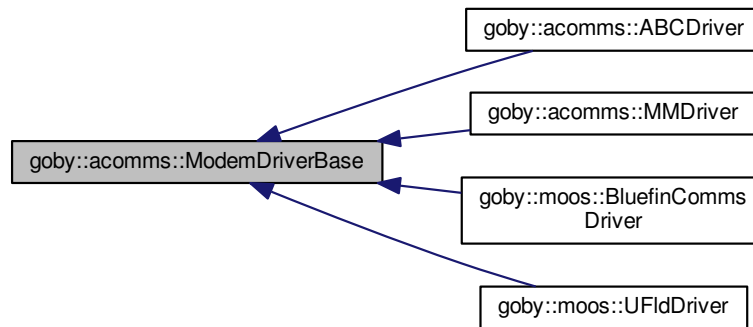 goby::acomms::ABCDriver
goby::acomms::MMDriver
goby::acomms::ModemDriverBase
goby::moos::BluefinComms
Driver
goby::moos::UFldDriver